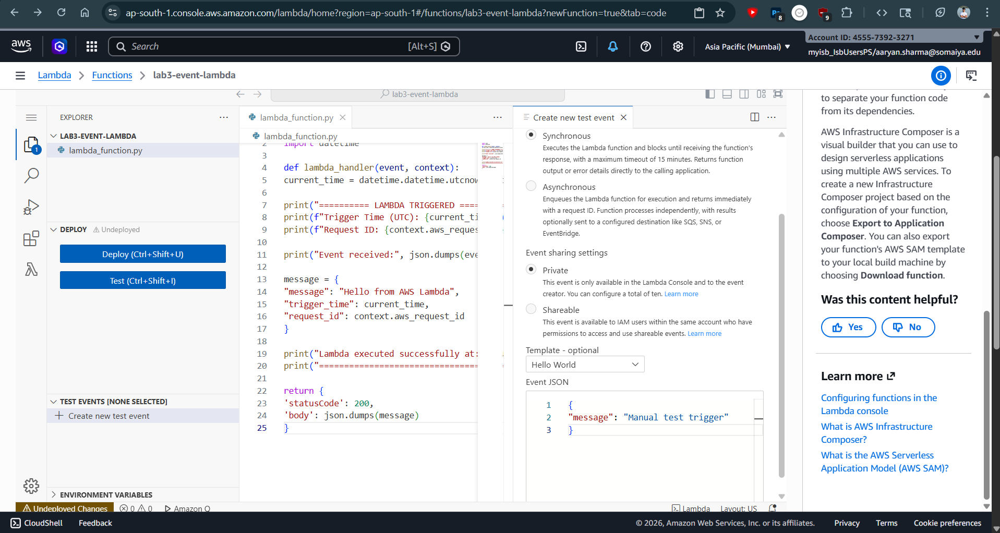 ap-south-1.console.aws.amazon.com/lambda/home?region=ap-south-1#/functions/lab3-event-lambda?newFunction=true&tab=code
8
9
aws
Search
[Alt+S]
Asia Pacific (Mumbai)
Account ID: 4555-7392-3271
myisb_IsbUsersPS/aaryan.sharma@somaiya.edu
Lambda
Functions
lab3-event-lambda
lab3-event-lambda
EXPLORER
LAB3-EVENT-LAMBDA
lambda_function.py
1
DEPLOY
Undeployed
Deploy (Ctrl+Shift+U)
Test (Ctrl+Shift+I)
TEST EVENTS [NONE SELECTED]
Create new test event
ENVIRONMENT VARIABLES
Undeployed Changes
0
0
Amazon Q
Lambda
Layout: US
lambda_function.py
lambda_function.py
2 import datetime
3
4 def lambda_handler(event, context):
5 current_time = datetime.datetime.utcnow
6
7 print("========== LAMBDA TRIGGERED ====
8 print(f"Trigger Time (UTC): {current_ti
9 print(f"Request ID: {context.aws_reques
10
11 print("Event received:", json.dumps(eve
12
13 message = {
14 "message": "Hello from AWS Lambda",
15 "trigger_time": current_time,
16 "request_id": context.aws_request_id
17 }
18
19 print("Lambda executed successfully at:
20 print("================================
21
22 return {
23 'statusCode': 200,
24 'body': json.dumps(message)
25 }
Create new test event
Synchronous
Executes the Lambda function and blocks until receiving the function's
response, with a maximum timeout of 15 minutes. Returns function
output or error details directly to the calling application.
Asynchronous
Enqueues the Lambda function for execution and returns immediately
with a request ID. Function processes independently, with results
optionally sent to a configured destination like SQS, SNS, or
EventBridge.
Event sharing settings
Private
This event is only available in the Lambda Console and to the event
creator. You can configure a total of ten. Learn more
Shareable
This event is available to IAM users within the same account who have
permissions to access and use shareable events. Learn more
Template - optional
Hello World
Event JSON
1 {
2 "message": "Manual test trigger"
3 }
to separate your function code
from its dependencies.
AWS Infrastructure Composer is a
visual builder that you can use to
design serverless applications
using multiple AWS services. To
create a new Infrastructure
Composer project based on the
configuration of your function,
choose Export to Application
Composer. You can also export
your function's AWS SAM template
to your local build machine by
choosing Download function.
Was this content helpful?
Yes
No
Learn more
Configuring functions in the
Lambda console
What is AWS Infrastructure
Composer?
What is the AWS Serverless
Application Model (AWS SAM)?
CloudShell
Feedback
© 2026, Amazon Web Services, Inc. or its affiliates.
Privacy
Terms
Cookie preferences